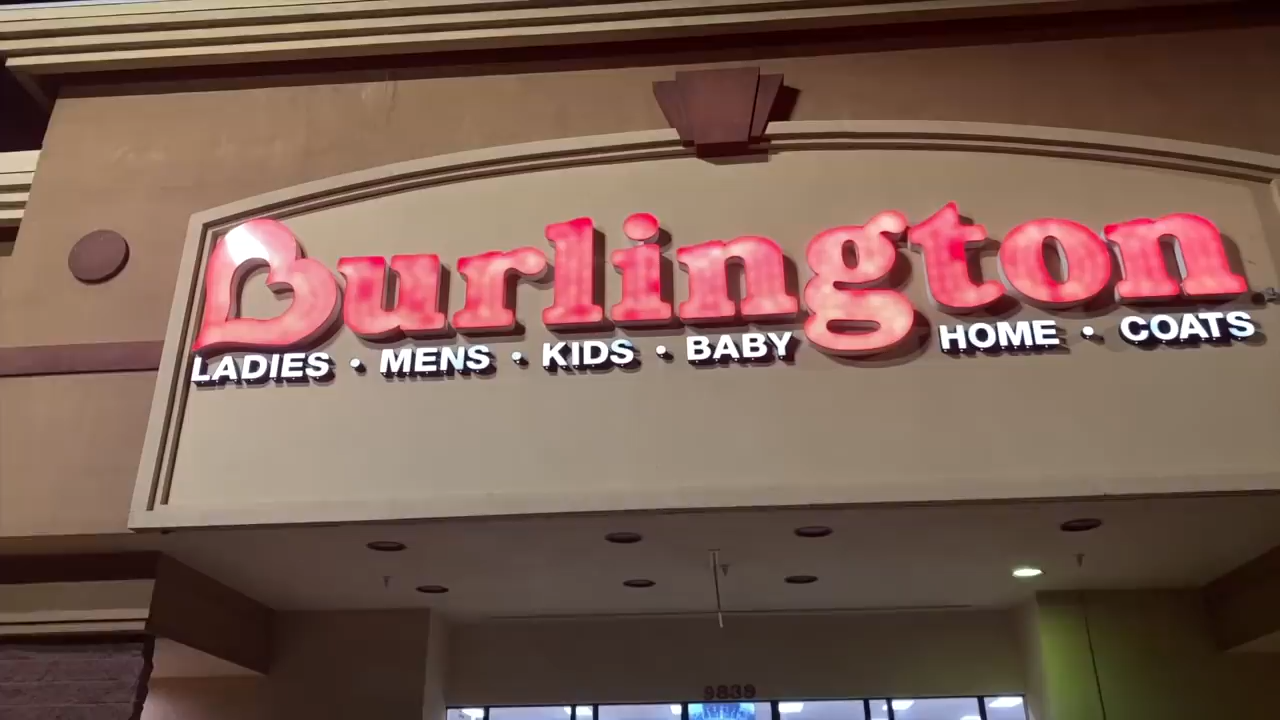 Burlington
LADIES • MENS • KIDS • BABY HOME • COATS
9839